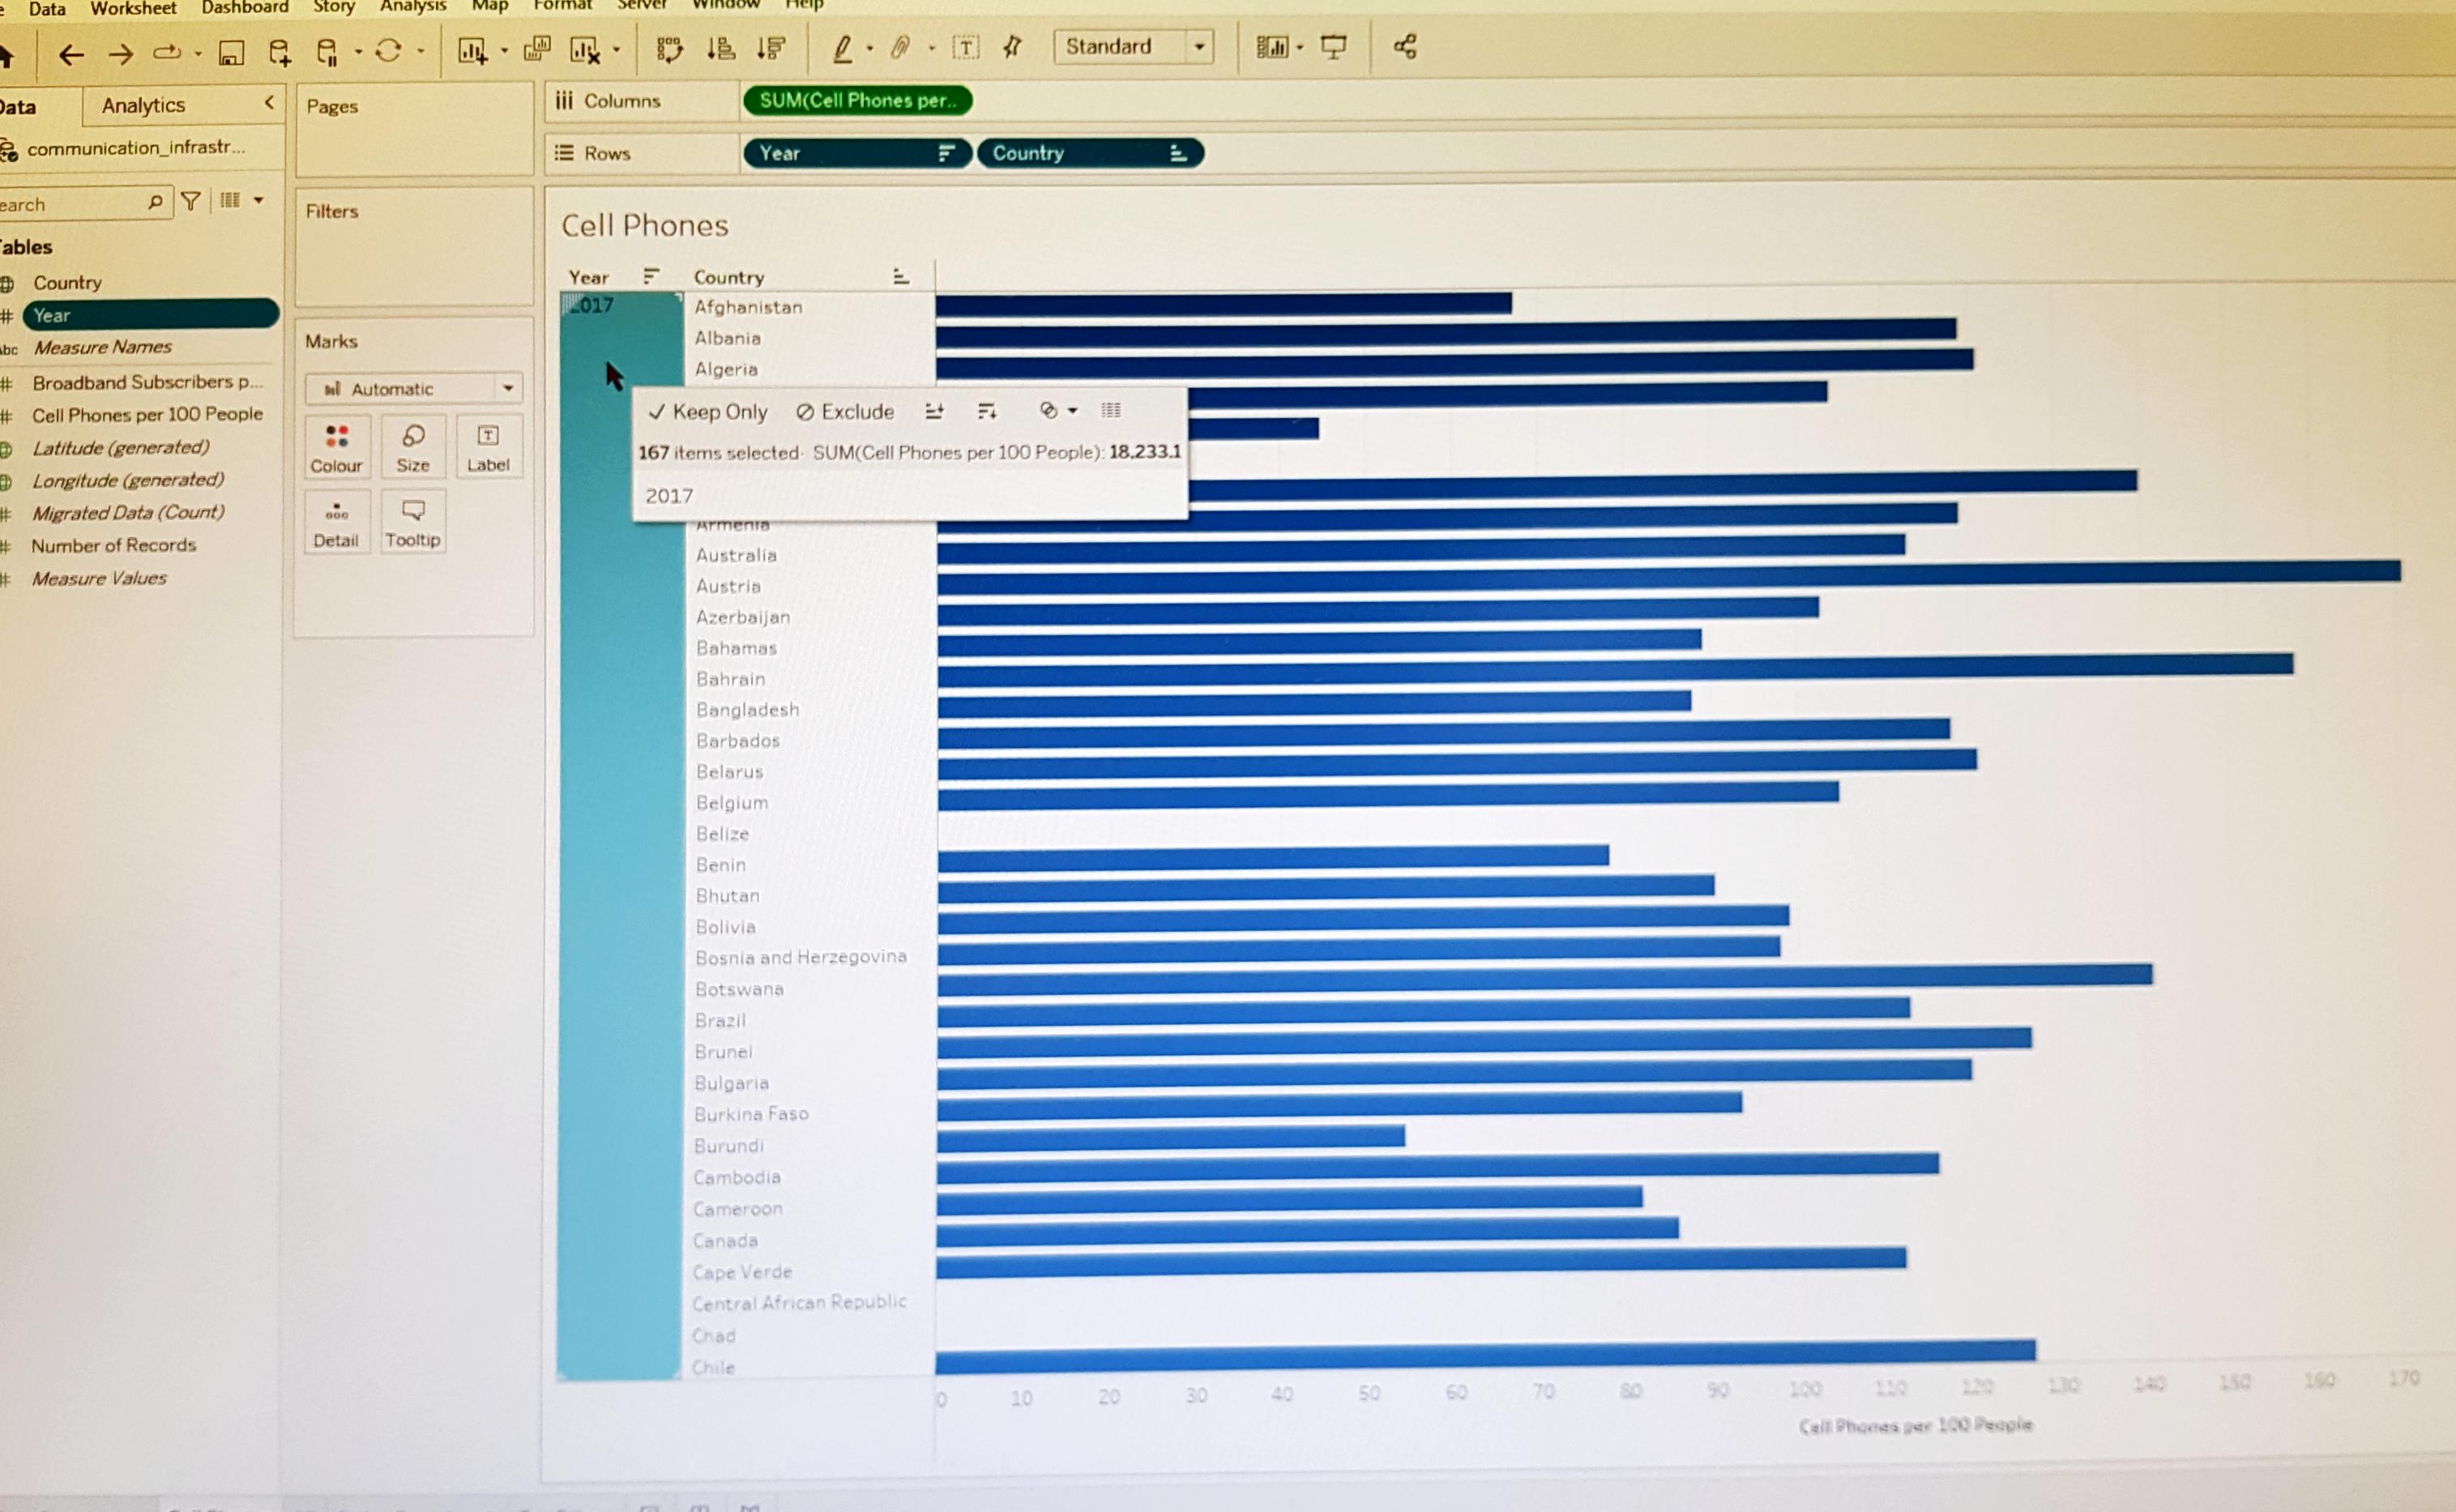 Data Worksheet Dashboard Story Analysis Map Format Server Window Help
Standard
Data Analytics
communication_infrastr...
earch
Tables
Country
Year
Abc Measure Names
Broadband Subscribers p...
Cell Phones per 100 People
Latitude (generated)
Longitude (generated)
Migrated Data (Count)
Number of Records
Measure Values
Pages
Filters
Marks
Automatic
Colour Size Label
Detail Tooltip
iii Columns SUM(Cell Phones per..
Rows Year Country
Cell Phones
Year Country
2017 Afghanistan
Albania
Algeria
Keep Only Exclude
167 items selected · SUM(Cell Phones per 100 People): 18,233.1
2017
Armenia
Australia
Austria
Azerbaijan
Bahamas
Bahrain
Bangladesh
Barbados
Belarus
Belgium
Belize
Benin
Bhutan
Bolivia
Bosnia and Herzegovina
Botswana
Brazil
Brunei
Bulgaria
Burkina Faso
Burundi
Cambodia
Cameroon
Canada
Cape Verde
Central African Republic
Chad
Chile
0 10 20 30 40 50 60 70 80 90 100 110 120 130 140 150 160 170
Cell Phones per 100 People